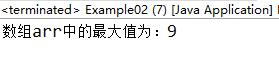 <terminated> Example02 (7) [Java Application]
数组arr中的最大值为：9